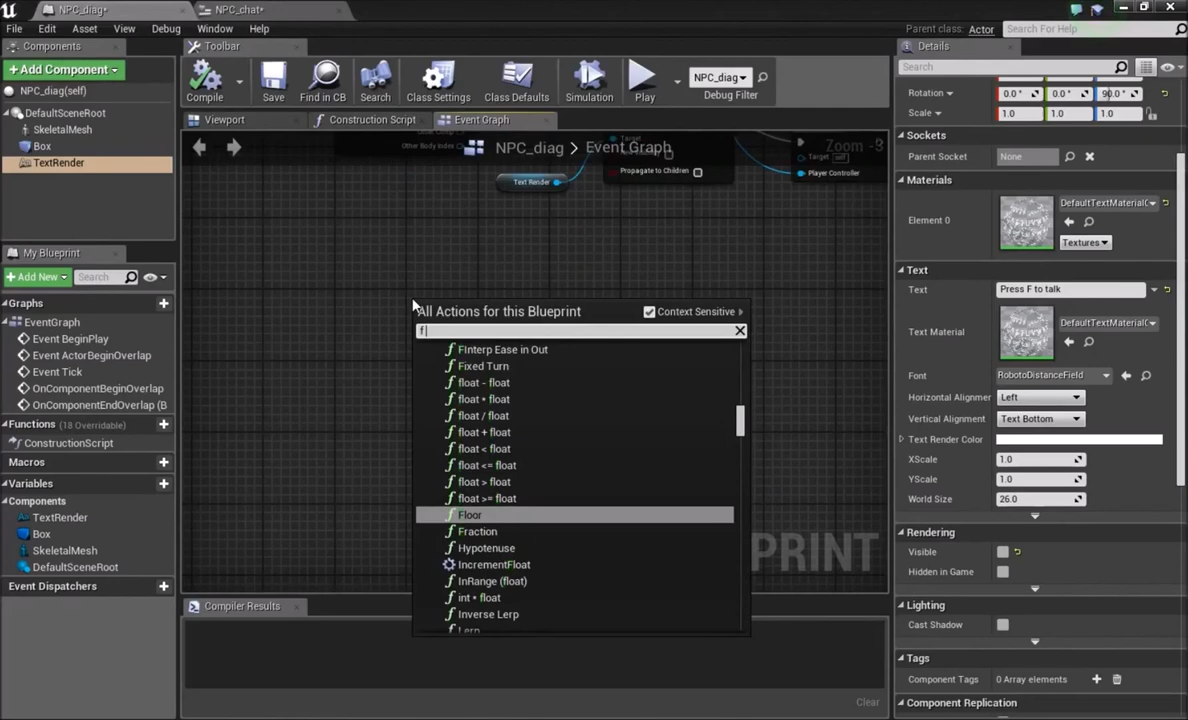 NPC_diag*
NPC_chat*
File Edit Asset View Debug Window Help
Parent class: Actor
Search For Help
Components
Toolbar
Details
Add Component
Search
NPC_diag(self)
Compile
Save
Find in CB
Search
Class Settings
Class Defaults
Simulation
Play
NPC_diag
Debug Filter
Rotation 0.0 ° 0.0 ° 90.0 °
Scale 1.0 1.0 1.0
DefaultSceneRoot
SkeletalMesh
Box
TextRender
Viewport
Construction Script
Event Graph
NPC_diag > Event Graph
Zoom -3
Other Body Index
Target
Text Render
Propagate to Children
Target self
Player Controller
Sockets
Parent Socket None
Materials
Element 0
DefaultTextMaterialO
Textures
My Blueprint
Add New
Search
Graphs
EventGraph
Event BeginPlay
Event ActorBeginOverlap
Event Tick
OnComponentBeginOverlap
OnComponentEndOverlap (B
Functions (18 Overridable)
ConstructionScript
Macros
Variables
Components
TextRender
Box
SkeletalMesh
DefaultSceneRoot
Event Dispatchers
All Actions for this Blueprint
Context Sensitive
f
FInterp Ease in Out
Fixed Turn
float - float
float * float
float / float
float + float
float < float
float <= float
float > float
float >= float
Floor
Fraction
Hypotenuse
IncrementFloat
InRange (float)
int * float
Inverse Lerp
Lerp
PRINT
Text
Text Press F to talk
Text Material
DefaultTextMaterialO
Font RobotoDistanceField
Horizontal Alignmer Left
Vertical Alignment Text Bottom
Text Render Color
XScale 1.0
YScale 1.0
World Size 26.0
Rendering
Visible
Hidden in Game
Lighting
Cast Shadow
Tags
Component Tags 0 Array elements
Component Replication
Compiler Results
Clear